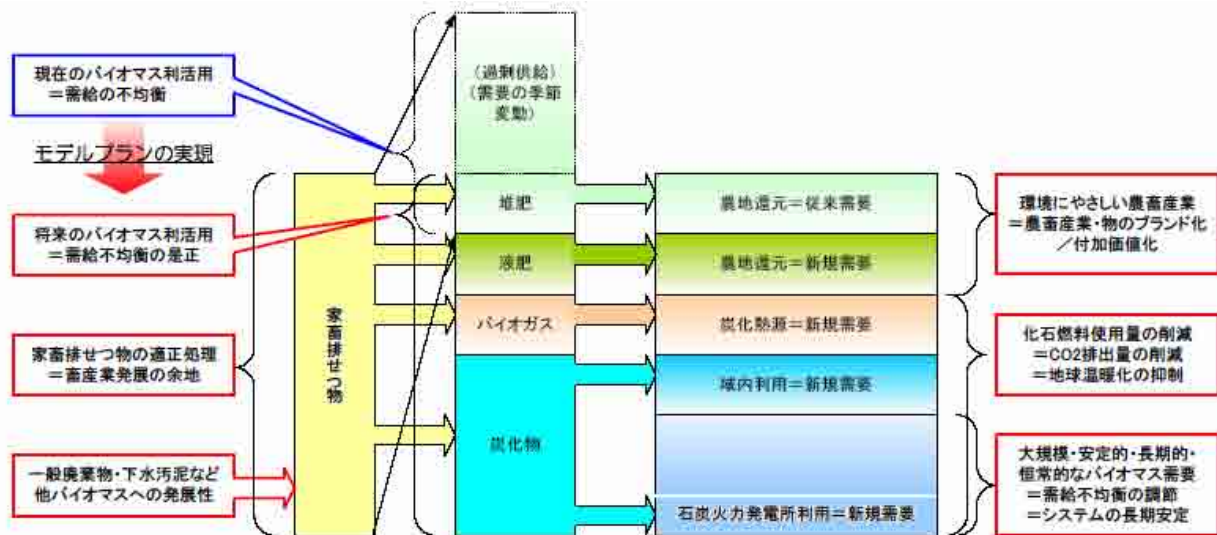 現在のバイオマス利活用
＝需給の不均衡
モデルプランの実現
将来のバイオマス利活用
＝需給不均衡の是正
家畜排せつ物の適正処理
＝畜産業発展の余地
一般廃棄物・下水汚泥など
他バイオマスへの発展性
家畜排せつ物
（過剰供給）
（需要の季節
変動）
堆肥
液肥
バイオガス
炭化物
農地還元＝従来需要
農地還元＝新規需要
炭化熱源＝新規需要
域内利用＝新規需要
石炭火力発電所利用＝新規需要
環境にやさしい農畜産業
＝農畜産業・物のブランド化
／付加価値化
化石燃料使用量の削減
＝CO2排出量の削減
＝地球温暖化の抑制
大規模・安定的・長期的・
恒常的なバイオマス需要
＝需給不均衡の調節
＝システムの長期安定